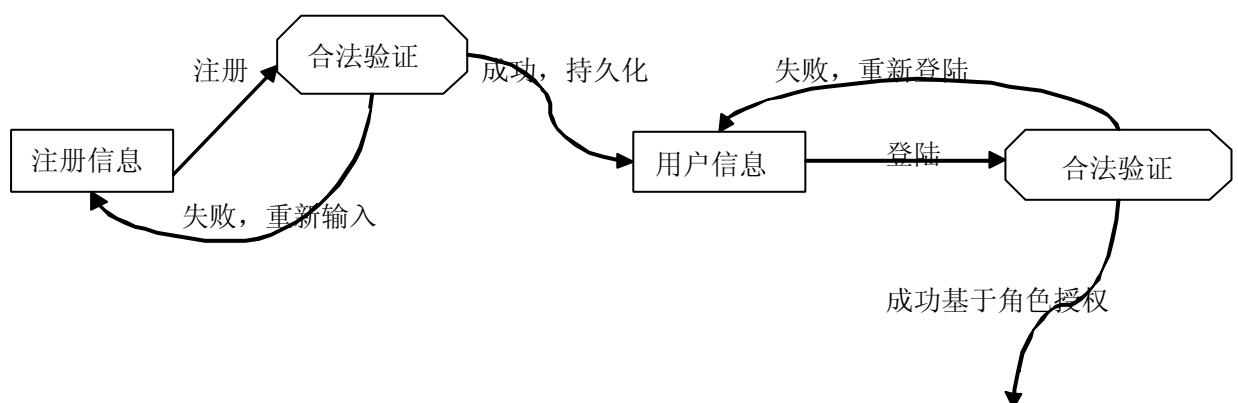 合法验证
注册
成功，持久化
失败，重新登陆
注册信息
用户信息
登陆
合法验证
失败，重新输入
成功基于角色授权